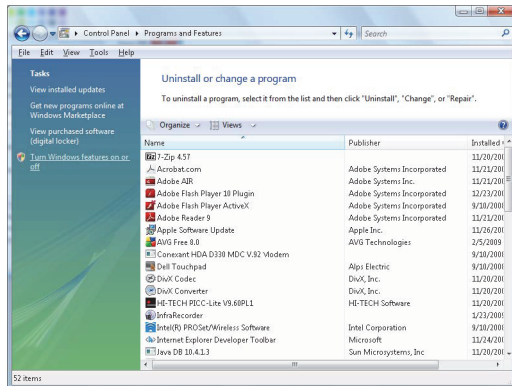 Control Panel ▸ Programs and Features
Search
File Edit View Tools Help
Tasks
View installed updates
Get new programs online at
Windows Marketplace
View purchased software
(digital locker)
Turn Windows features on or
off
Uninstall or change a program
To uninstall a program, select it from the list and then click "Uninstall", "Change", or "Repair".
Organize Views
Name Publisher Installed
7-Zip 4.57 11/20/200
Acrobat.com Adobe Systems Incorporated 11/21/200
Adobe AIR Adobe Systems Inc. 11/21/200
Adobe Flash Player 10 Plugin Adobe Systems Incorporated 12/23/200
Adobe Flash Player ActiveX Adobe Systems Incorporated 9/10/2008
Adobe Reader 9 Adobe Systems Incorporated 11/21/200
Apple Software Update Apple Inc. 11/26/200
AVG Free 8.0 AVG Technologies 2/5/2009
Conexant HDA D330 MDC V.92 Modem 9/10/2008
Dell Touchpad Alps Electric 9/10/2008
DivX Codec DivX, Inc. 11/20/200
DivX Converter DivX, Inc. 11/20/200
HI-TECH PICC-Lite V9.60PL1 HI-TECH Software 11/20/200
InfraRecorder 1/23/2009
Intel(R) PROSet/Wireless Software Intel Corporation 9/10/2008
Internet Explorer Developer Toolbar Microsoft 11/24/200
Java DB 10.4.1.3 Sun Microsystems, Inc 11/20/200
52 items